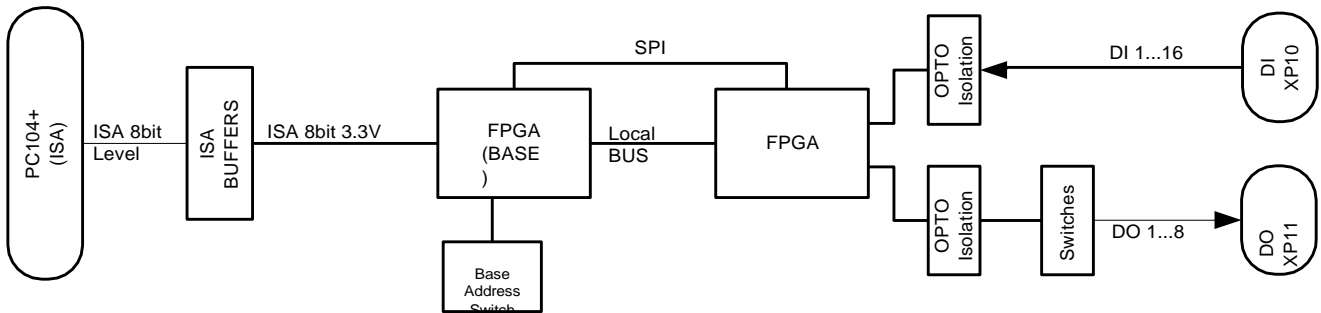 PC104+
(ISA)
ISA 8bit
Level
ISA
BUFFERS
ISA 8bit 3.3V
SPI
FPGA
(BASE
)
Base
Address
Switch
Local
BUS
FPGA
OPTO
Isolation
DI 1...16
DI
XP10
OPTO
Isolation
Switches
DO 1...8
DO
XP11